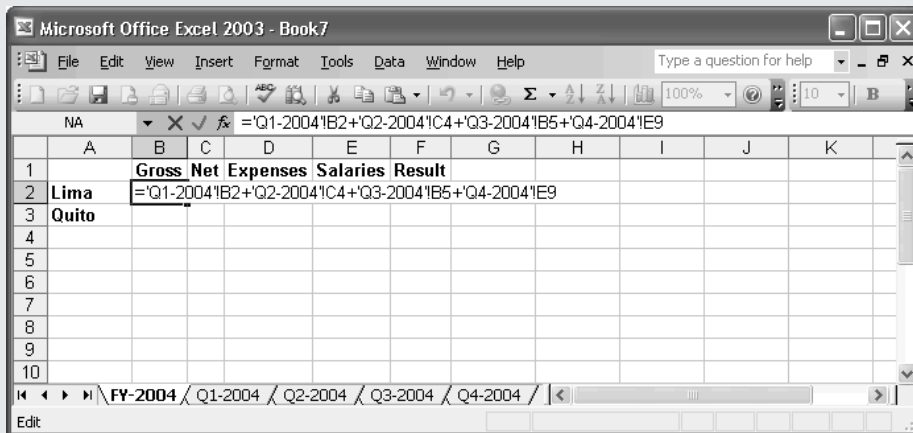 Microsoft Office Excel 2003 - Book7
File Edit View Insert Format Tools Data Window Help Type a question for help
ABC Σ A Z Z A 100% 10 B
NA fx ='Q1-2004'!B2+'Q2-2004'!C4+'Q3-2004'!B5+'Q4-2004'!E9
A B C D E F G H I J K
1 Gross Net Expenses Salaries Result
2 Lima ='Q1-2004'!B2+'Q2-2004'!C4+'Q3-2004'!B5+'Q4-2004'!E9
3 Quito
4
5
6
7
8
9
10
FY-2004 Q1-2004 Q2-2004 Q3-2004 Q4-2004
Edit